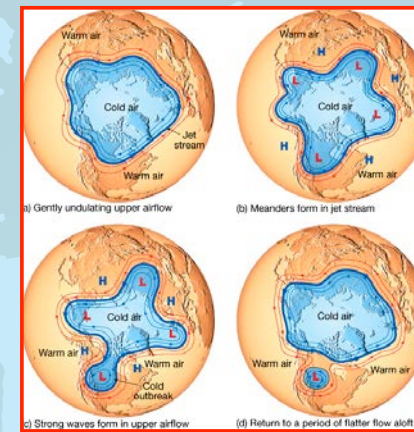 Warm air
Cold air
Jet
stream
Warm air
a) Gently undulating upper airflow
Warm air
H
L
L
H
Cold air
L
H
L
H
Warm air
(b) Meanders form in jet stream
H
L
H
L
Cold air
L
Warm air
H
Warm air
H
L
Cold
outbreak
c) Strong waves form in upper airflow
Cold air
Warm air
Warm air
L
(d) Return to a period of flatter flow aloft